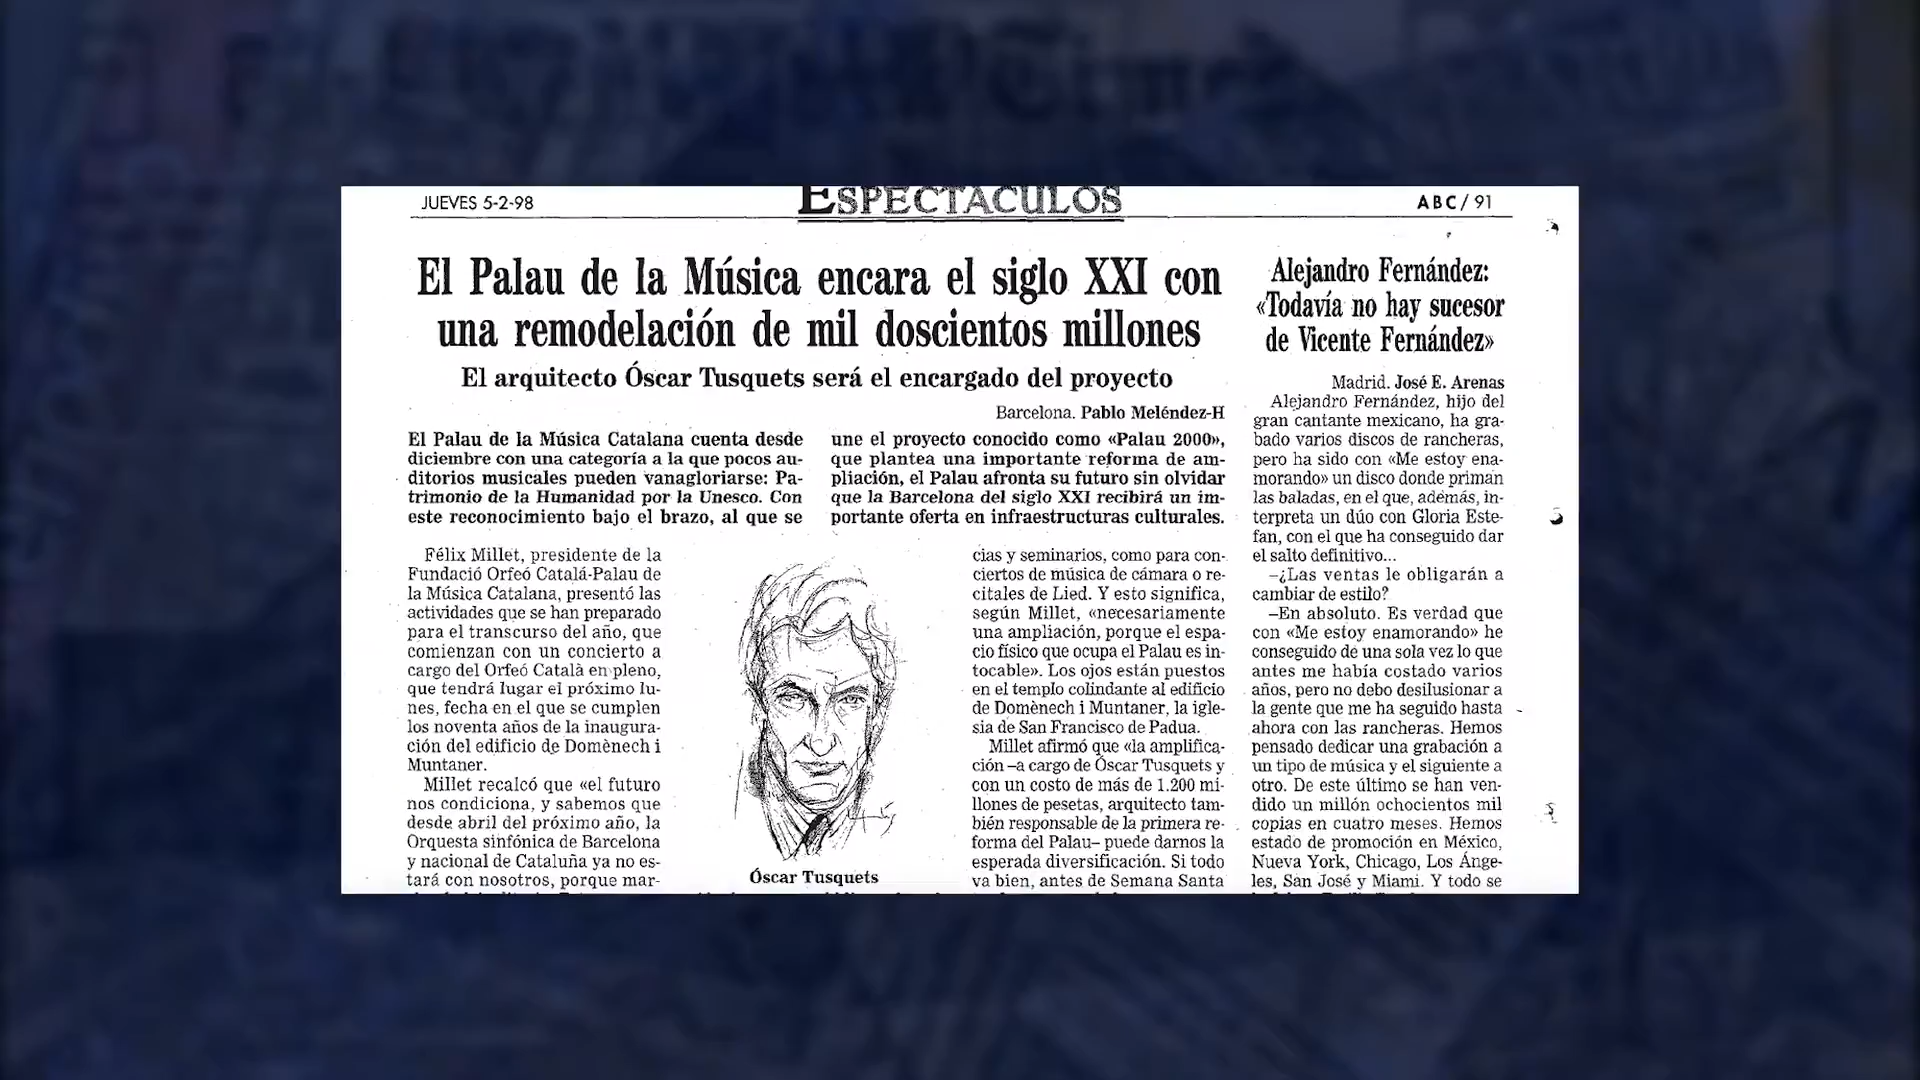 JUEVES 5-2-98
ESPECTACULOS
ABC/ 91
El Palau de la Música encara el siglo XXI con
una remodelación de mil doscientos millones
El arquitecto Óscar Tusquets será el encargado del proyecto
Barcelona. Pablo Meléndez-H
El Palau de la Música Catalana cuenta desde
diciembre con una categoría a la que pocos au-
ditorios musicales pueden vanagloriarse: Pa-
trimonio de la Humanidad por la Unesco. Con
este reconocimiento bajo el brazo, al que se
une el proyecto conocido como «Palau 2000»,
que plantea una importante reforma de am-
pliación, el Palau afronta su futuro sin olvidar
que la Barcelona del siglo XXI recibirá un im-
portante oferta en infraestructuras culturales.
Félix Millet, presidente de la
Fundació Orfeó Catalá-Palau de
la Música Catalana, presentó las
actividades que se han preparado
para el transcurso del año, que
comienzan con un concierto a
cargo del Orfeó Català en pleno,
que tendrá lugar el próximo lu-
nes, fecha en el que se cumplen
los noventa años de la inaugura-
ción del edificio de Domènech i
Muntaner.
Millet recalcó que «el futuro
nos condiciona, y sabemos que
desde abril del próximo año, la
Orquesta sinfónica de Barcelona
y nacional de Cataluña ya no es-
tará con nosotros, porque mar-
Óscar Tusquets
cias y seminarios, como para con-
ciertos de música de cámara o re-
citales de Lied. Y esto significa,
según Millet, «necesariamente
una ampliación, porque el espa-
cio físico que ocupa el Palau es in-
tocable». Los ojos están puestos
en el templo colindante al edificio
de Domènech i Muntaner, la igle-
sia de San Francisco de Padua.
Millet afirmó que «la amplifica-
ción –a cargo de Óscar Tusquets y
con un costo de más de 1.200 mi-
llones de pesetas, arquitecto tam-
bién responsable de la primera re-
forma del Palau– puede darnos la
esperada diversificación. Si todo
va bien, antes de Semana Santa
Alejandro Fernández:
«Todavía no hay sucesor
de Vicente Fernández»
Madrid. José E. Arenas
Alejandro Fernández, hijo del
gran cantante mexicano, ha gra-
bado varios discos de rancheras,
pero ha sido con «Me estoy ena-
morando» un disco donde priman
las baladas, en el que, además, in-
terpreta un dúo con Gloria Este-
fan, con el que ha conseguido dar
el salto definitivo...
–¿Las ventas le obligarán a
cambiar de estilo?
–En absoluto. Es verdad que
con «Me estoy enamorando» he
conseguido de una sola vez lo que
antes me había costado varios
años, pero no debo desilusionar a
la gente que me ha seguido hasta
ahora con las rancheras. Hemos
pensado dedicar una grabación a
un tipo de música y el siguiente a
otro. De este último se han ven-
dido un millón ochocientos mil
copias en cuatro meses. Hemos
estado de promoción en México,
Nueva York, Chicago, Los Ánge-
les, San José y Miami. Y todo se